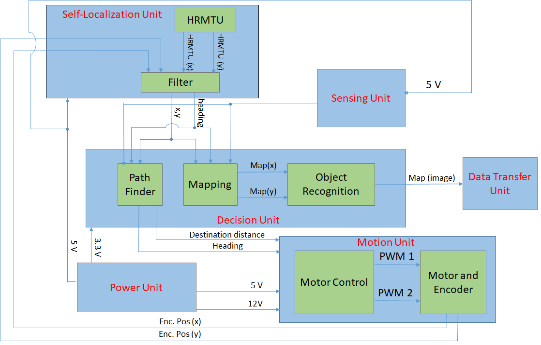 Self-Localization Unit
HRMTU
HRMTU (x)
HRMTU (y)
Filter
x,y
heading
Sensing Unit
5 V
Path
Finder
Mapping
Map(x)
Map(y)
Object
Recognition
Decision Unit
Map (image)
Data Transfer
Unit
Destination distance
Heading
5 V
3.3 V
Power Unit
5 V
12V
Motion Unit
Motor Control
PWM 1
PWM 2
Motor and
Encoder
Enc. Pos (x)
Enc. Pos (y)